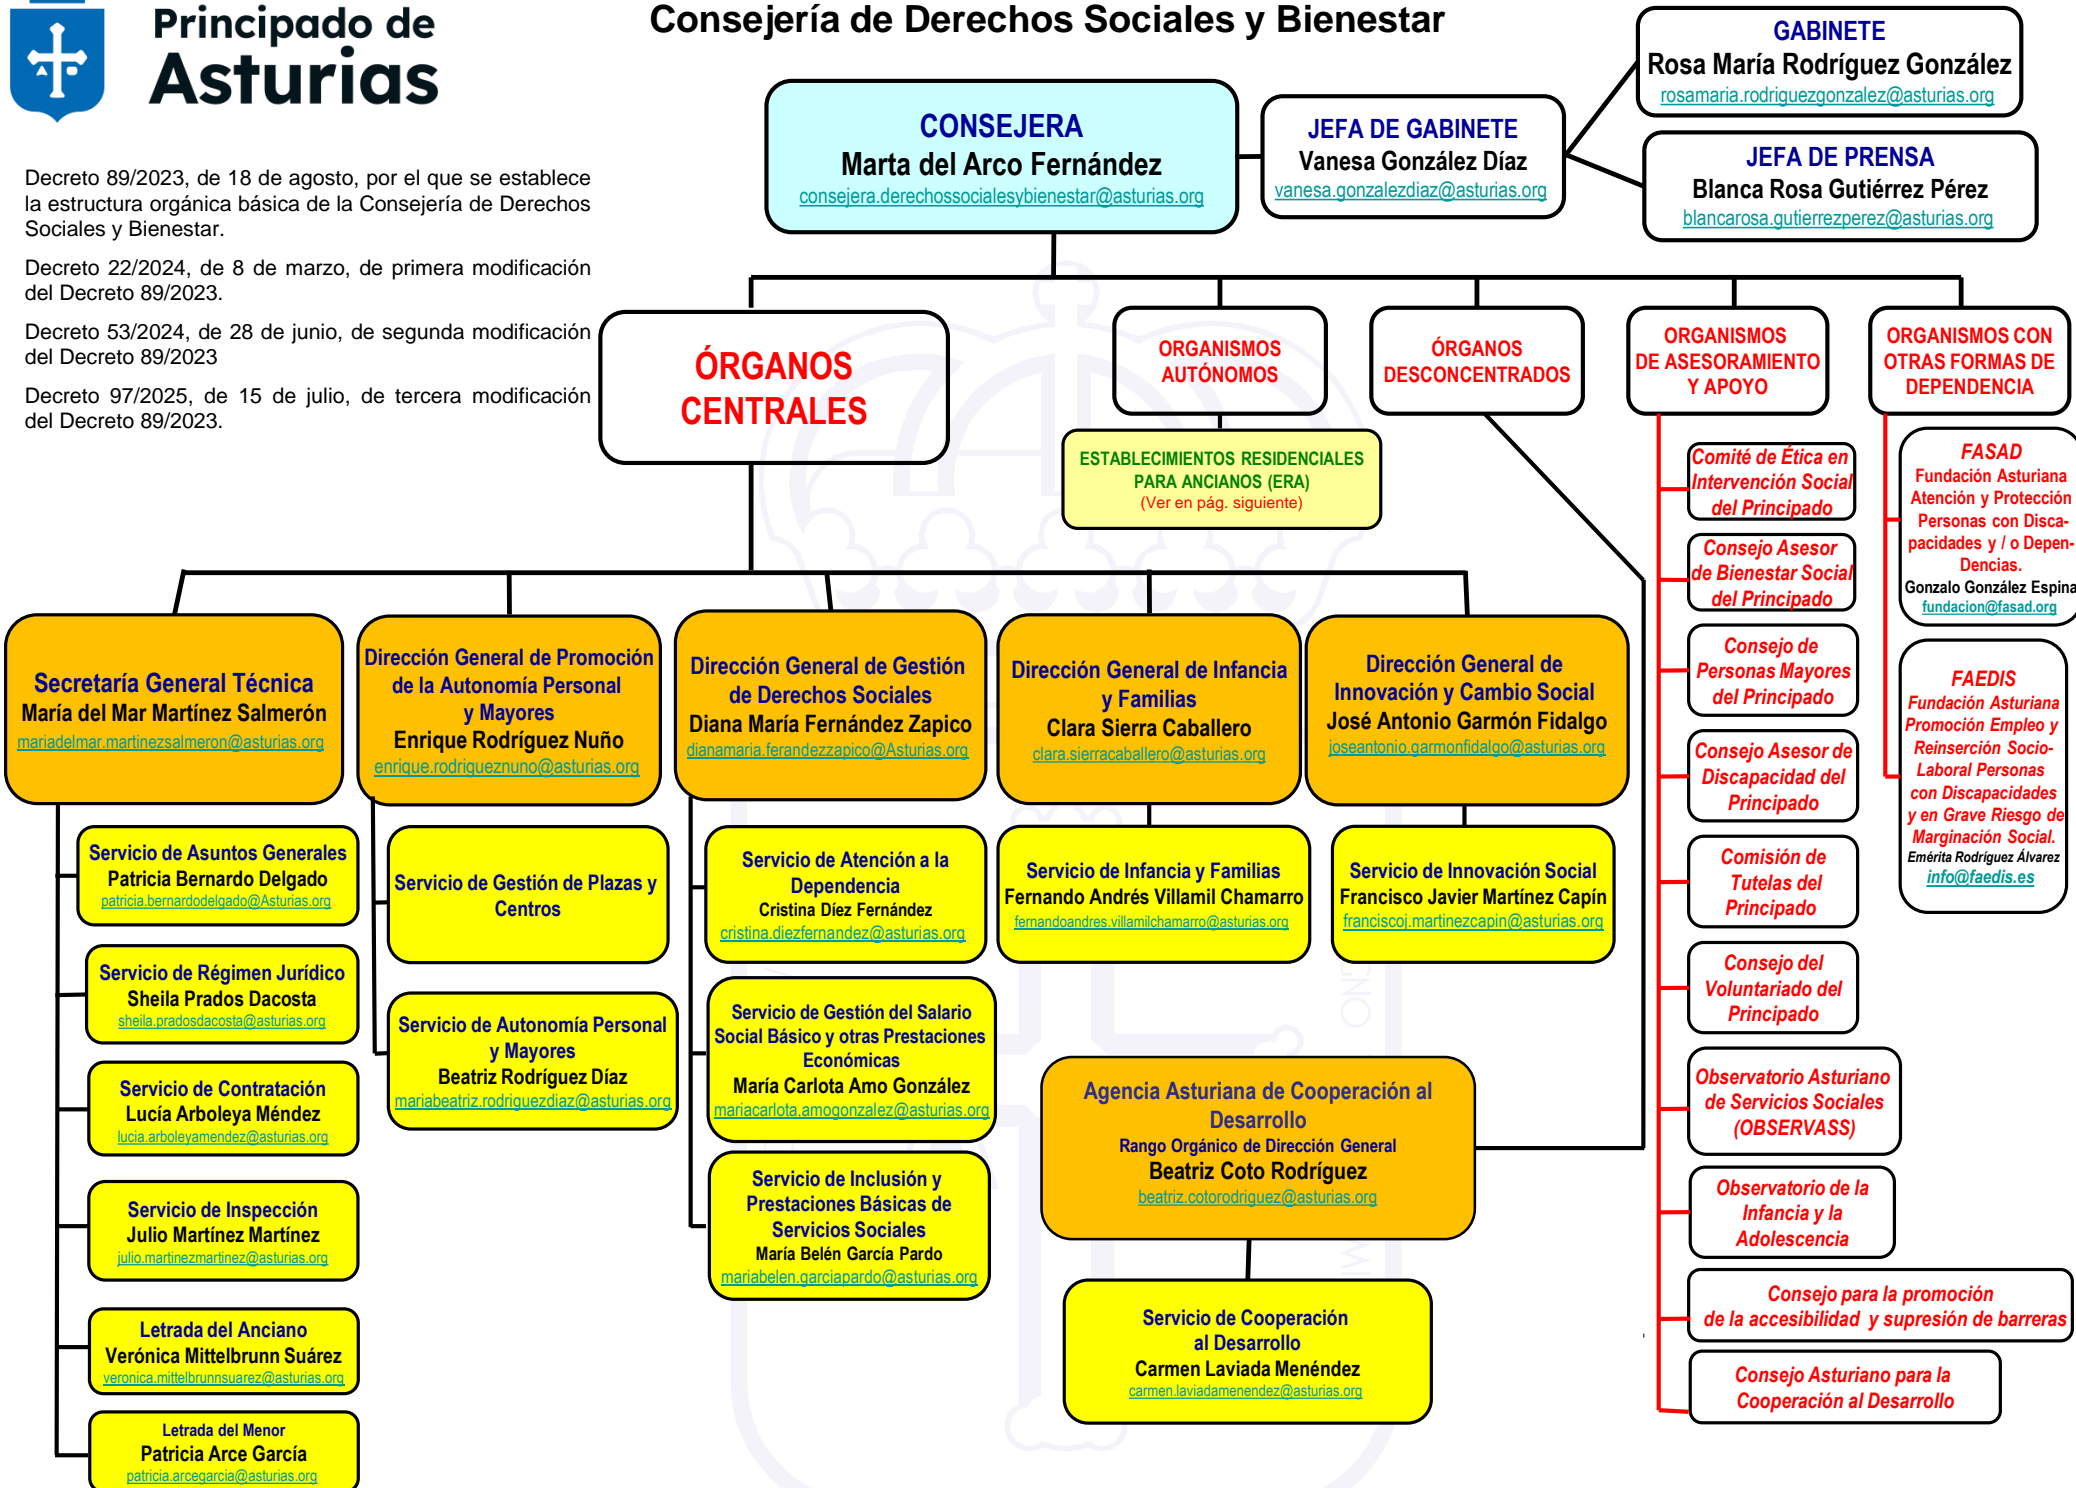 Principado de
Asturias
Consejería de Derechos Sociales y Bienestar
GABINETE
Rosa María Rodríguez González
rosamaria.rodriguezgonzalez@asturias.org
CONSEJERA
Marta del Arco Fernández
consejera.derechossocialesybienestar@asturias.org
JEFA DE GABINETE
Vanesa González Díaz
vanesa.gonzalezdiaz@asturias.org
JEFA DE PRENSA
Blanca Rosa Gutiérrez Pérez
blancarosa.gutierrezperez@asturias.org
Decreto 89/2023, de 18 de agosto, por el que se establece
la estructura orgánica básica de la Consejería de Derechos
Sociales y Bienestar.
Decreto 22/2024, de 8 de marzo, de primera modificación
del Decreto 89/2023.
Decreto 53/2024, de 28 de junio, de segunda modificación
del Decreto 89/2023
Decreto 97/2025, de 15 de julio, de tercera modificación
del Decreto 89/2023.
ÓRGANOS
CENTRALES
ORGANISMOS
AUTÓNOMOS
ÓRGANOS
DESCONCENTRADOS
ORGANISMOS
DE ASESORAMIENTO
Y APOYO
ORGANISMOS CON
OTRAS FORMAS DE
DEPENDENCIA
ESTABLECIMIENTOS RESIDENCIALES
PARA ANCIANOS (ERA)
(Ver en pág. siguiente)
Secretaría General Técnica
María del Mar Martínez Salmerón
mariadelmar.martinezsalmeron@asturias.org
Servicio de Asuntos Generales
Patricia Bernardo Delgado
patricia.bernardodelgado@Asturias.org
Servicio de Régimen Jurídico
Sheila Prados Dacosta
sheila.pradosdacosta@asturias.org
Servicio de Contratación
Lucía Arboleya Méndez
lucia.arboleyamendez@asturias.org
Servicio de Inspección
Julio Martínez Martínez
julio.martinezmartinez@asturias.org
Letrada del Anciano
Verónica Mittelbrunn Suárez
veronica.mittelbrunnsuarez@asturias.org
Letrada del Menor
Patricia Arce García
patricia.arcegarcia@asturias.org
Dirección General de Promoción
de la Autonomía Personal
y Mayores
Enrique Rodríguez Nuño
enrique.rodrigueznuno@asturias.org
Servicio de Gestión de Plazas y
Centros
Servicio de Autonomía Personal
y Mayores
Beatriz Rodríguez Díaz
mariabeatriz.rodriguezdiaz@asturias.org
Dirección General de Gestión
de Derechos Sociales
Diana María Fernández Zapico
dianamaria.ferandezzapico@Asturias.org
Servicio de Atención a la
Dependencia
Cristina Díez Fernández
cristina.diezfernandez@asturias.org
Servicio de Gestión del Salario
Social Básico y otras Prestaciones
Económicas
María Carlota Amo González
mariacarlota.amogonzalez@asturias.org
Servicio de Inclusión y
Prestaciones Básicas de
Servicios Sociales
María Belén García Pardo
mariabelen.garciapardo@asturias.org
Dirección General de Infancia
y Familias
Clara Sierra Caballero
clara.sierracaballero@asturias.org
Servicio de Infancia y Familias
Fernando Andrés Villamil Chamarro
fernandoandres.villamilchamarro@asturias.org
Dirección General de
Innovación y Cambio Social
José Antonio Garmón Fidalgo
joseantonio.garmonfidalgo@asturias.org
Servicio de Innovación Social
Francisco Javier Martínez Capín
franciscoj.martinezcapin@asturias.org
Agencia Asturiana de Cooperación al
Desarrollo
Rango Orgánico de Dirección General
Beatriz Coto Rodríguez
beatriz.cotorodriguez@asturias.org
Servicio de Cooperación
al Desarrollo
Carmen Laviada Menéndez
carmen.laviadamenendez@asturias.org
Comité de Ética en
Intervención Social
del Principado
Consejo Asesor
de Bienestar Social
del Principado
Consejo de
Personas Mayores
del Principado
Consejo Asesor de
Discapacidad del
Principado
Comisión de
Tutelas del
Principado
Consejo del
Voluntariado del
Principado
Observatorio Asturiano
de Servicios Sociales
(OBSERVASS)
Observatorio de la
Infancia y la
Adolescencia
Consejo para la promoción
de la accesibilidad y supresión de barreras
Consejo Asturiano para la
Cooperación al Desarrollo
FASAD
Fundación Asturiana
Atención y Protección
Personas con Disca-
pacidades y / o Depen-
Dencias.
Gonzalo González Espina
fundacion@fasad.org
FAEDIS
Fundación Asturiana
Promoción Empleo y
Reinserción Socio-
Laboral Personas
con Discapacidades
y en Grave Riesgo de
Marginación Social.
Emérita Rodríguez Álvarez
info@faedis.es